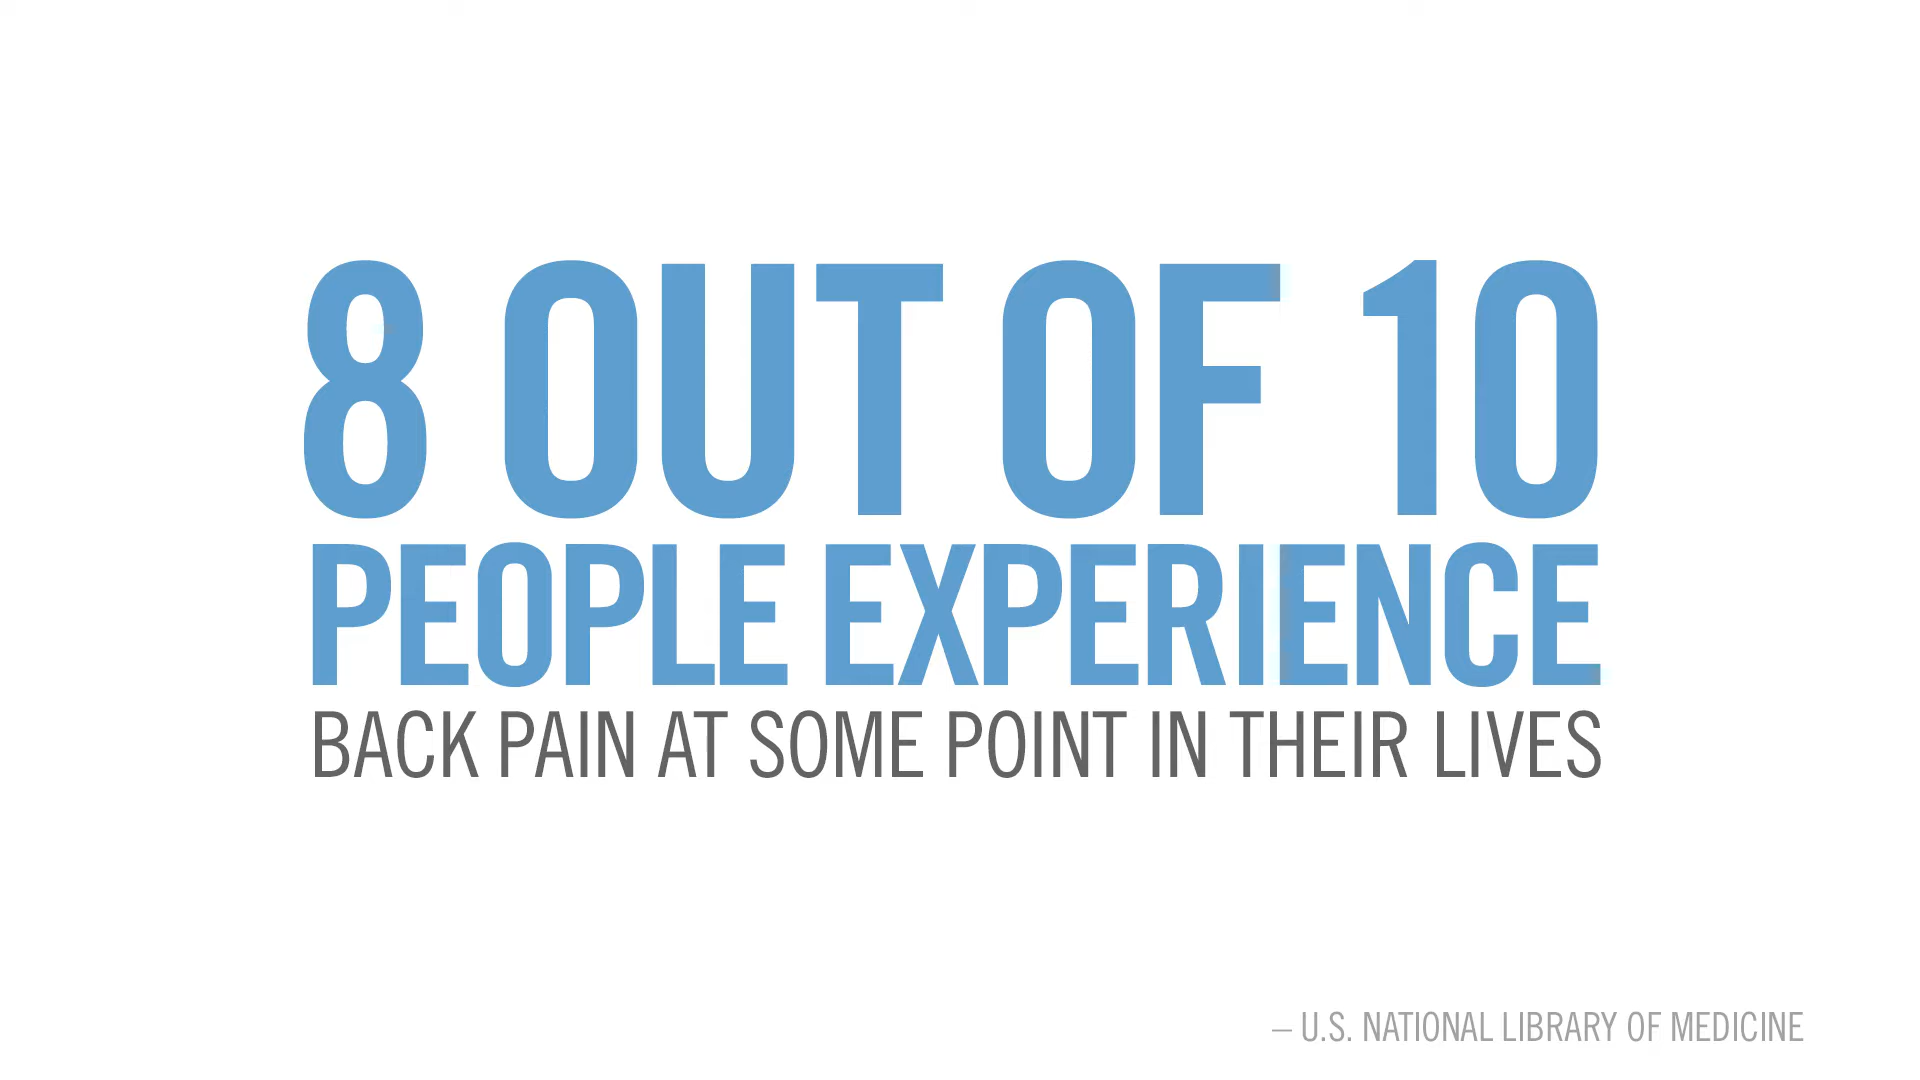 8 OUT OF 10
PEOPLE EXPERIENCE
BACK PAIN AT SOME POINT IN THEIR LIVES
– U.S. NATIONAL LIBRARY OF MEDICINE